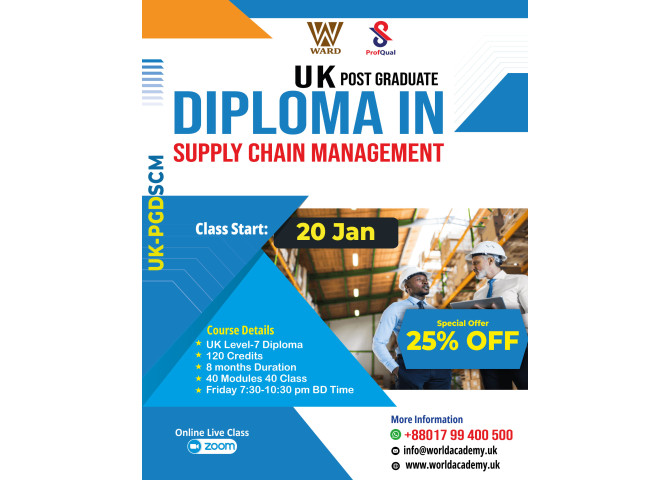 WARD
ProfQual
UK POST GRADUATE
DIPLOMA IN
SUPPLY CHAIN MANAGEMENT
UK-PGDSCM
Class Start: 20 Jan
Special Offer
25% OFF
Course Details
UK Level-7 Diploma
120 Credits
8 months Duration
40 Modules 40 Class
Friday 7:30-10:30 pm BD Time
Online Live Class
zoom
More Information
+88017 99 400 500
info@worldacademy.uk
www.worldacademy.uk